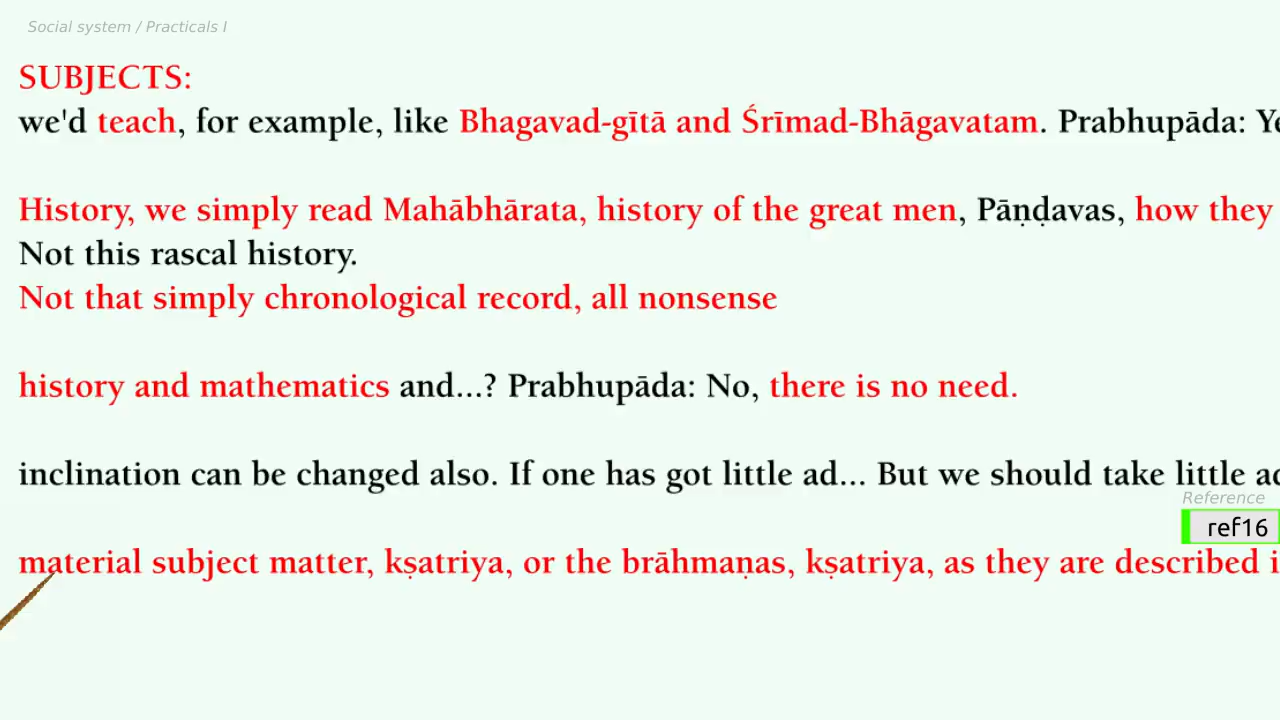 Social system / Practicals I
SUBJECTS:
we'd teach, for example, like Bhagavad-gītā and Śrīmad-Bhāgavatam. Prabhupāda: Ye
History, we simply read Mahābhārata, history of the great men, Pāṇḍavas, how they
Not this rascal history.
Not that simply chronological record, all nonsense
history and mathematics and...? Prabhupāda: No, there is no need.
inclination can be changed also. If one has got little ad... But we should take little ad
Reference
ref16
material subject matter, kṣatriya, or the brāhmaṇas, kṣatriya, as they are described i